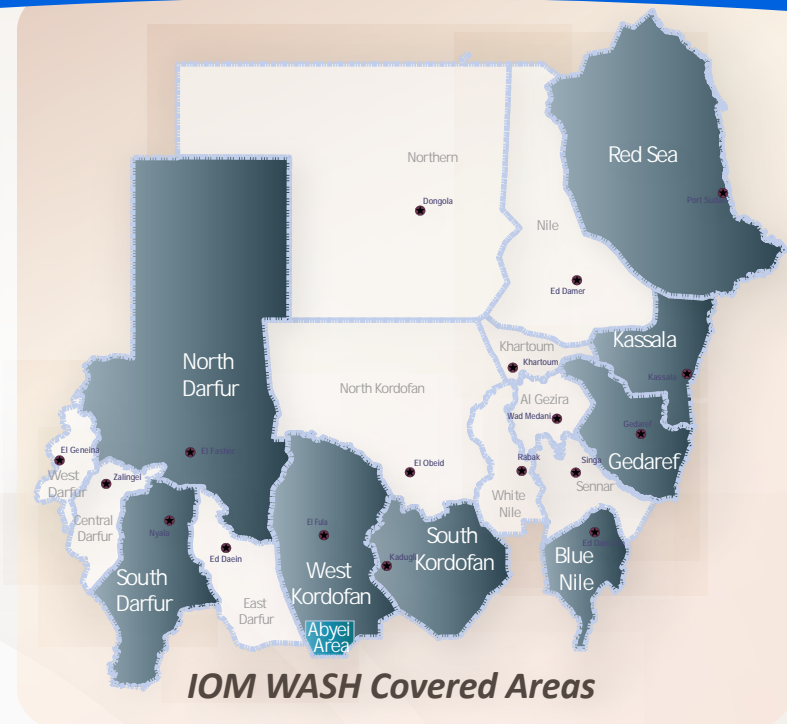 Northern
Red Sea
Port Sudan
Dongola
Nile
Ed Damer
Khartoum
Khartoum
Kassala
Kassala
North
Darfur
North Kordofan
Al Gezira
Wad Medani
Gedaref
Gedaref
El Geneina
West
Darfur
El Fasher
Zalingei
El Obeid
Rabak
Singa
Sennar
White
Nile
Central
Darfur
Nyala
El Fula
South
Kordofan
Kadugli
Ed Daein
South
Darfur
West
Kordofan
Blue
Nile
East
Darfur
Abyei
Area
IOM WASH Covered Areas